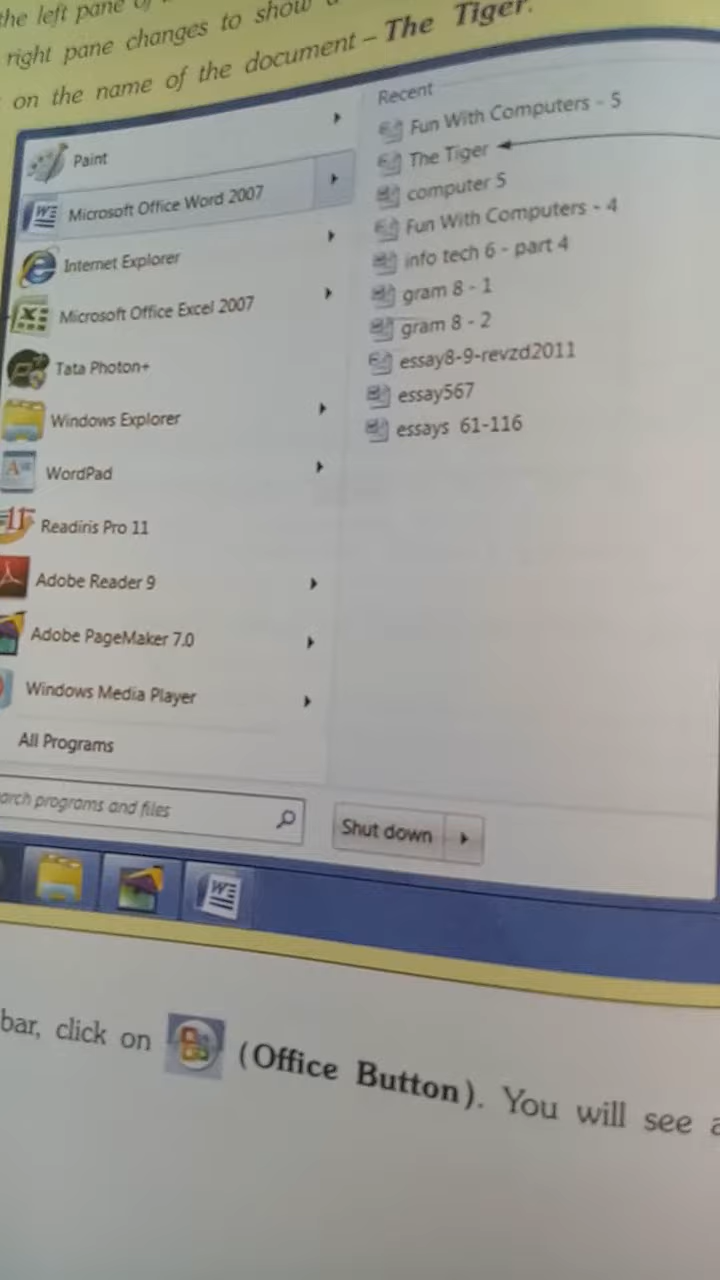 the left pane of
right pane changes to show
on the name of the document – The Tiger.
Paint
Microsoft Office Word 2007
Internet Explorer
Microsoft Office Excel 2007
Tata Photon+
Windows Explorer
WordPad
Readiris Pro 11
Adobe Reader 9
Adobe PageMaker 7.0
Windows Media Player
All Programs
arch programs and files
Shut down
Recent
Fun With Computers - 5
The Tiger
computer 5
Fun With Computers - 4
info tech 6 - part 4
gram 8 - 1
gram 8 - 2
essay8-9-revzd2011
essay567
essays 61-116
bar, click on (Office Button). You will see a